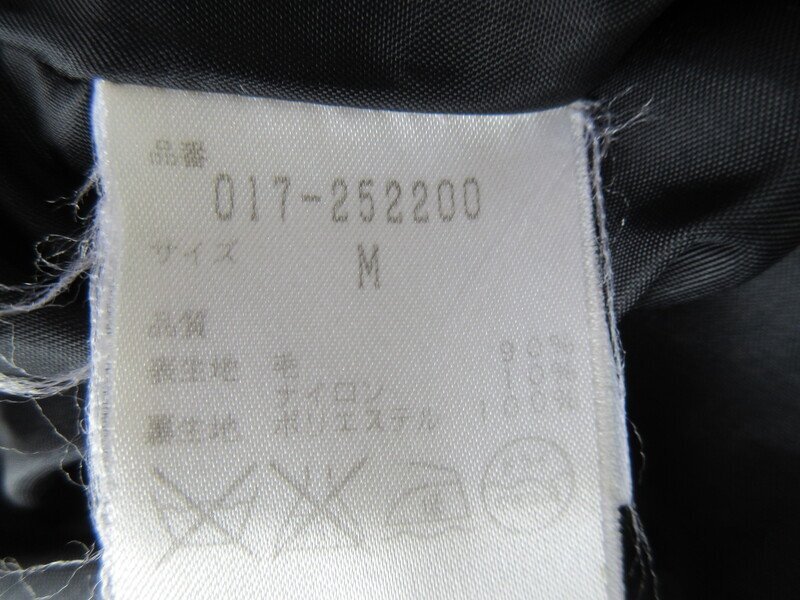 品番
017-252200
サイズ
M
品質
表生地 毛 90%
ナイロン
裏生地 ポリエステル